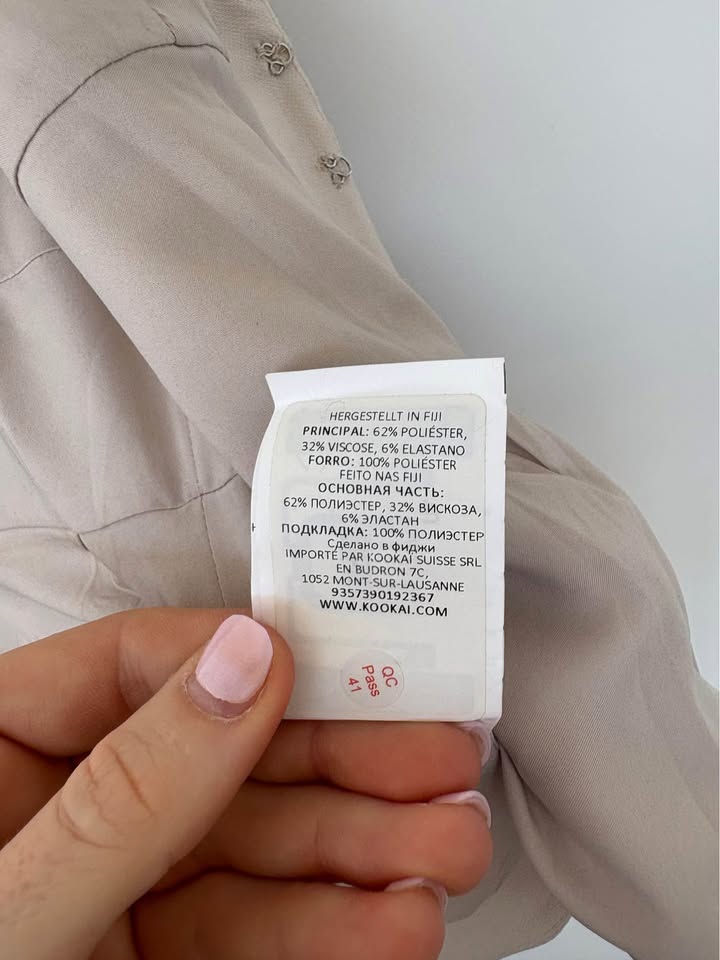 HERGESTELLT IN FIJI
PRINCIPAL: 62% POLIÉSTER,
32% VISCOSE, 6% ELASTANO
FORRO: 100% POLIÉSTER
FEITO NAS FIJI
ОСНОВНАЯ ЧАСТЬ:
62% ПОЛИЭСТЕР, 32% ВИСКОЗА,
6% ЭЛАСТАН
ПОДКЛАДКА: 100% ПОЛИЭСТЕР
Сделано в фиджи
IMPORTÉ PAR KOOKAÏ SUISSE SRL
EN BUDRON 7C,
1052 MONT-SUR-LAUSANNE
9357390192367
WWW.KOOKAI.COM
QC
Pass
41